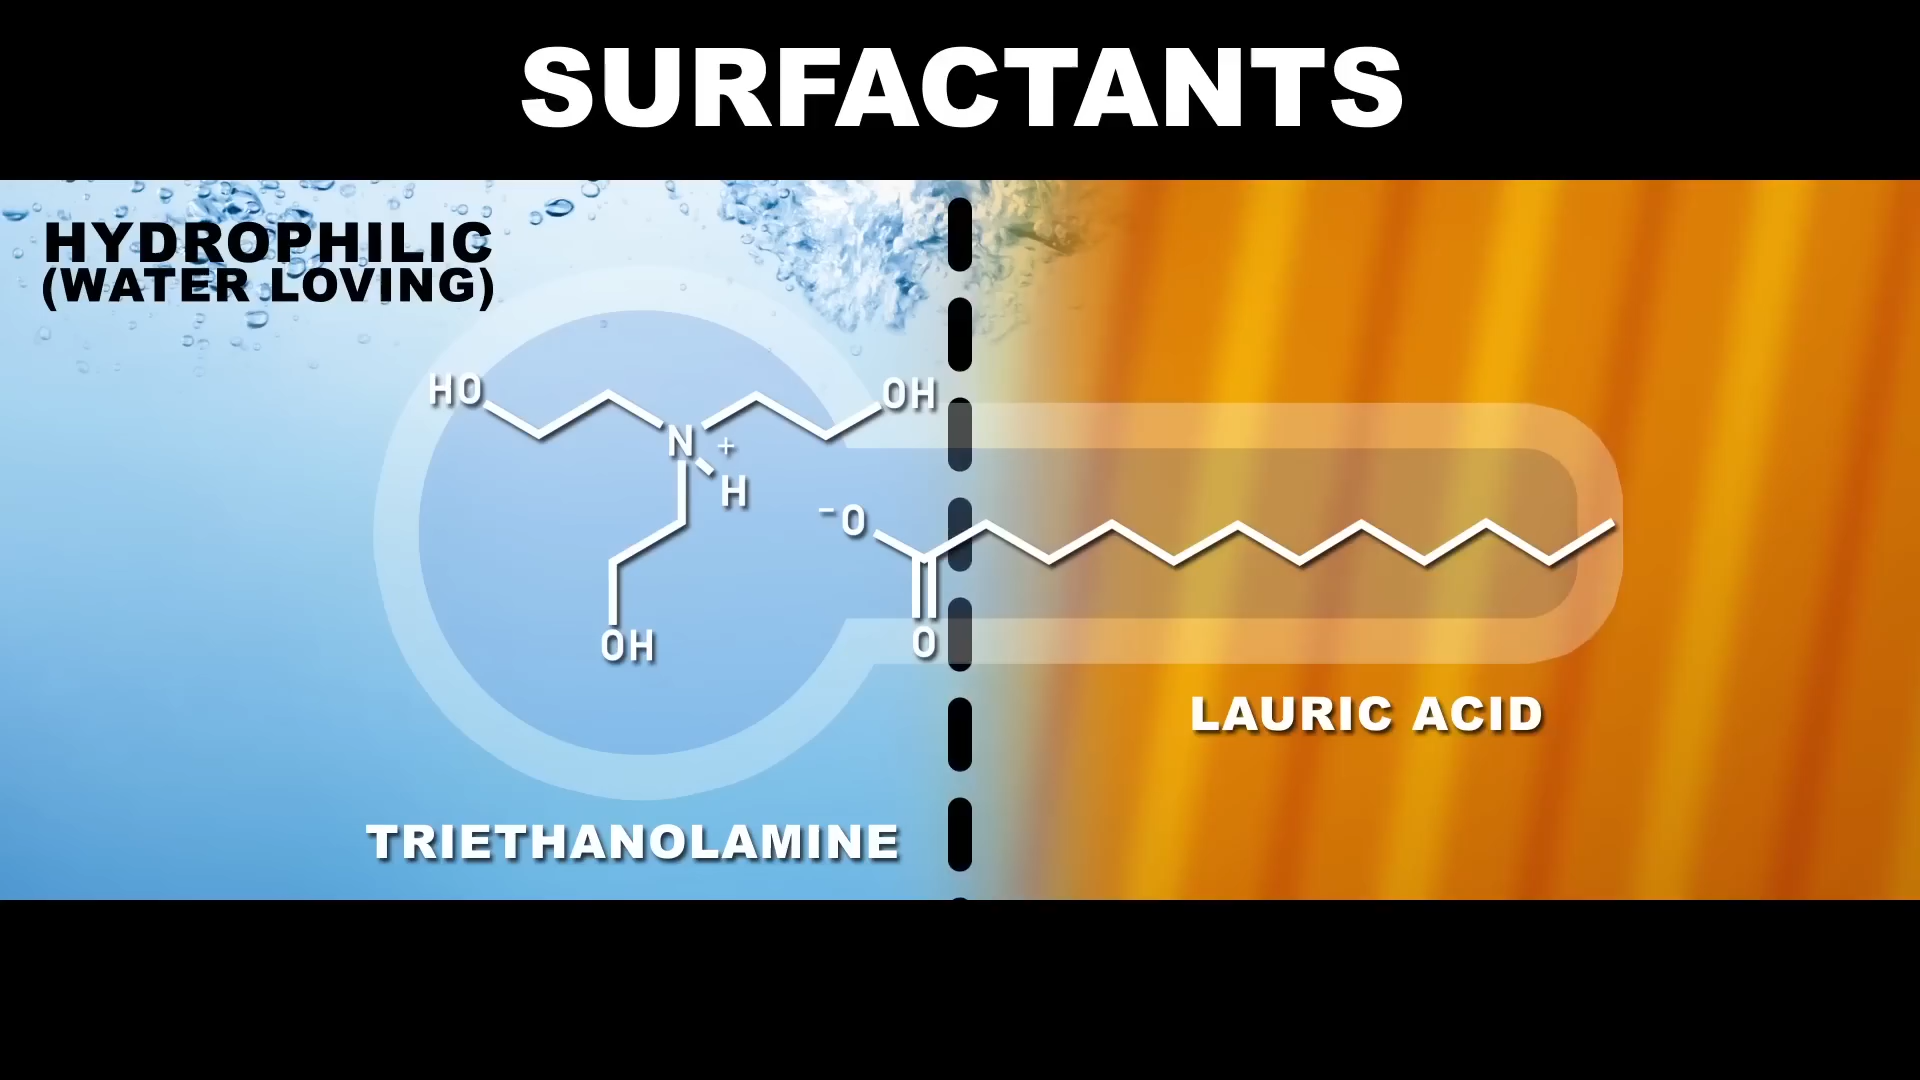 SURFACTANTS
HYDROPHILIC
(WATER LOVING)
HO
OH
N
+
H
-O
O
OH
LAURIC ACID
TRIETHANOLAMINE